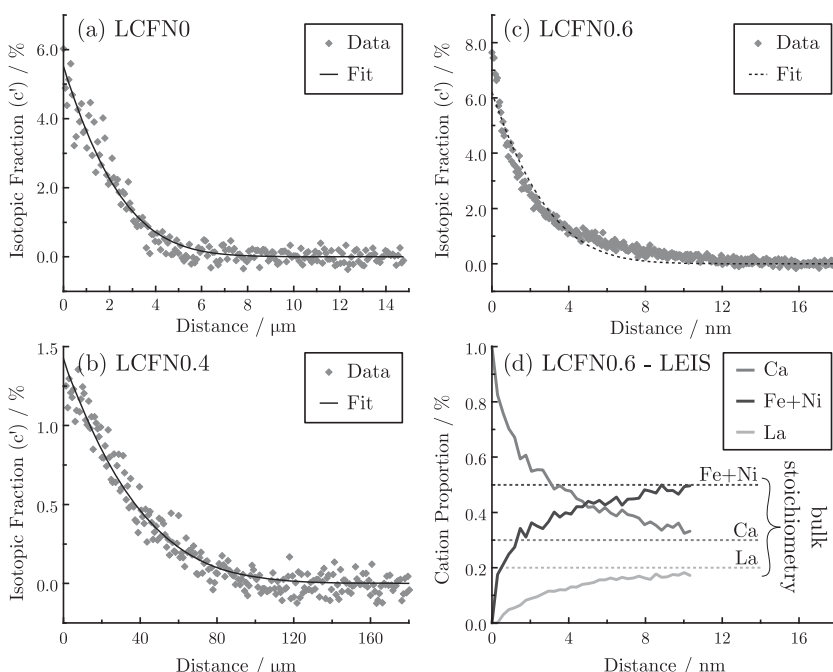 (a) LCFN0
Data
Fit
Isotopic Fraction (c') / %
6.0
4.0
2.0
0.0
0 2 4 6 8 10 12 14
Distance / μm
(c) LCFN0.6
Data
Fit
Isotopic Fraction (c') / %
8.0
6.0
4.0
2.0
0.0
0 4 8 12 16
Distance / nm
(b) LCFN0.4
Data
Fit
Isotopic Fraction (c') / %
1.5
1.0
0.5
0.0
0 40 80 120 160
Distance / μm
(d) LCFN0.6 - LEIS
Ca
Fe+Ni
La
Cation Proportion / %
1.0
0.8
0.6
0.4
0.2
0.0
Fe+Ni
Ca
La
bulk
stoichiometry
0 4 8 12 16
Distance / nm